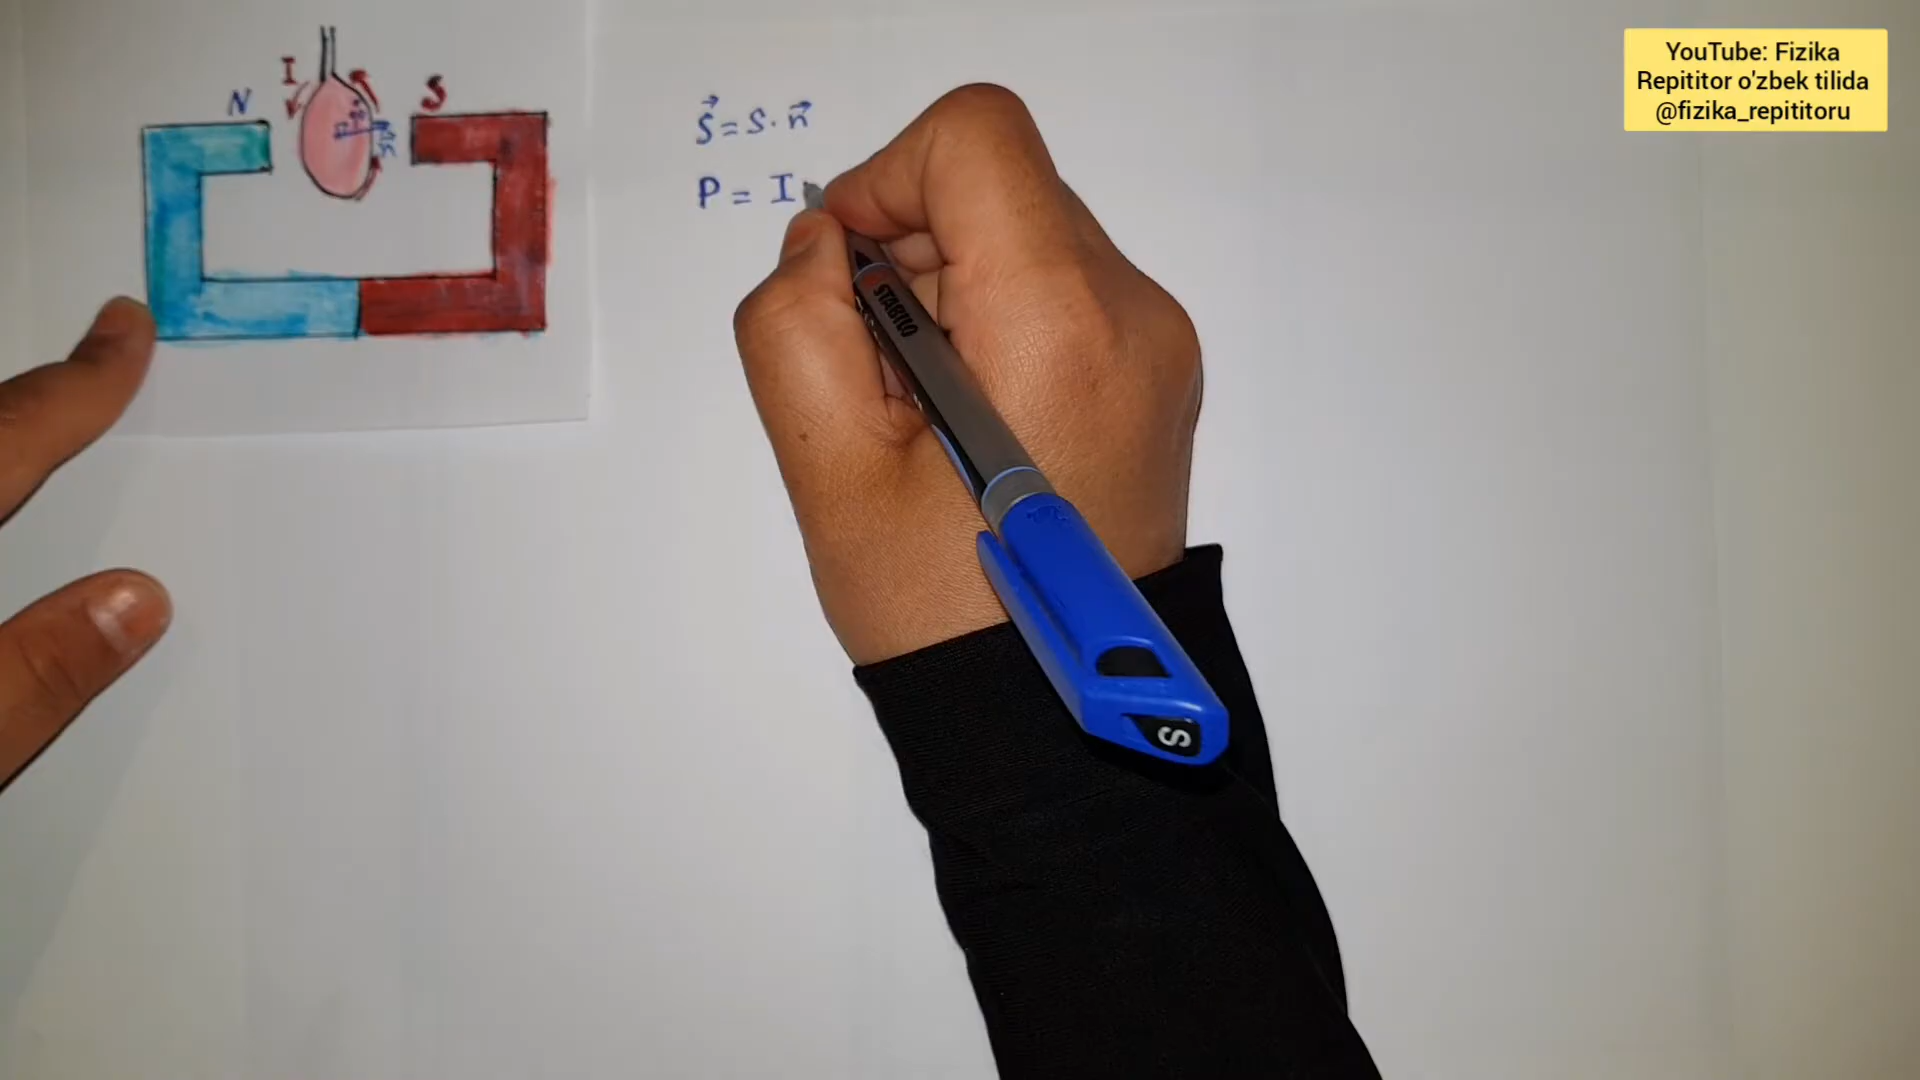 I
N
S
n⃗
S⃗ = S · n⃗
P = I
STABILO
S
YouTube: Fizika
Repititor o'zbek tilida
@fizika_repititoru